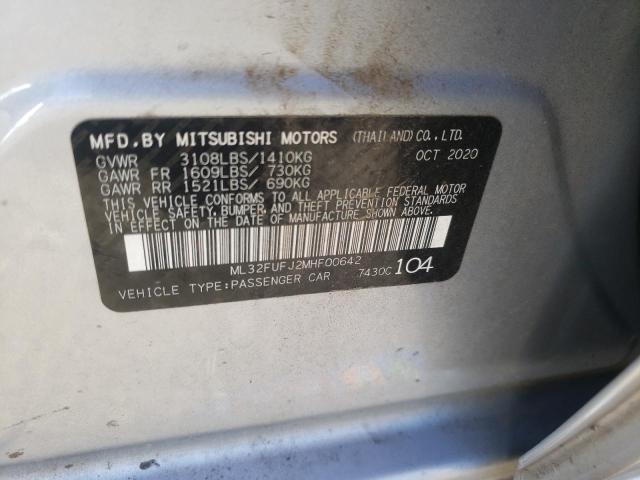 MFD.BY MITSUBISHI MOTORS (THAILAND)CO.,LTD.
GVWR 3108LBS/1410KG OCT 2020
GAWR FR 1609LBS/ 730KG
GAWR RR 1521LBS/ 690KG
THIS VEHICLE CONFORMS TO ALL APPLICABLE FEDERAL MOTOR
VEHICLE SAFETY, BUMPER, AND THEFT PREVENTION STANDARDS
IN EFFECT ON THE DATE OF MANUFACTURE SHOWN ABOVE.
ML32FUFJ2MHF00642
VEHICLE TYPE:PASSENGER CAR 7430C 104